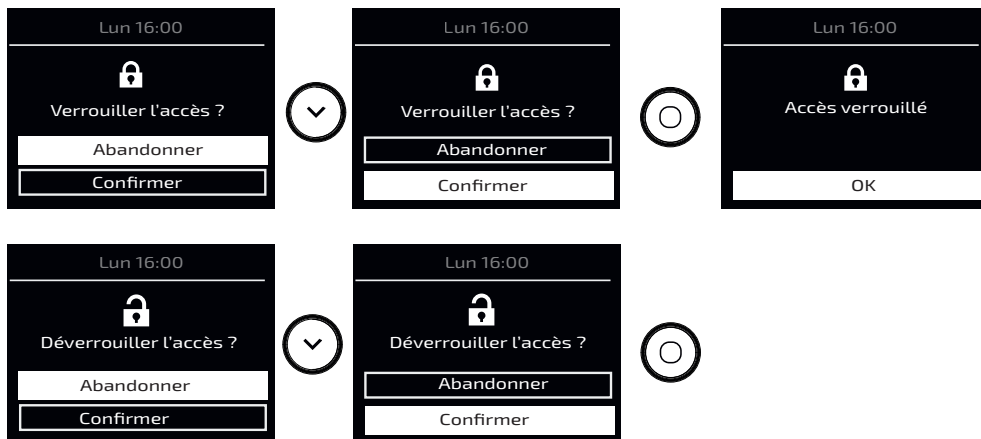 Lun 16:00
Verrouiller l'accès ?
Abandonner
Confirmer
Lun 16:00
Verrouiller l'accès ?
Abandonner
Confirmer
Lun 16:00
Accès verrouillé
OK
Lun 16:00
Déverrouiller l'accès ?
Abandonner
Confirmer
Lun 16:00
Déverrouiller l'accès ?
Abandonner
Confirmer